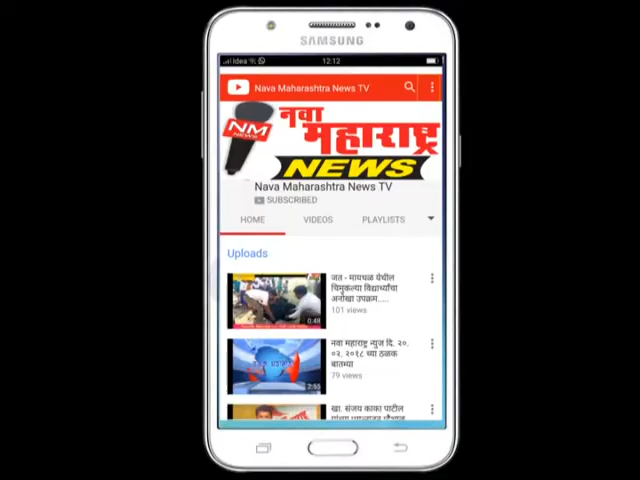 SAMSUNG
Idea
12:12
Nava Maharashtra News TV
नवा
महाराष्ट्र
NM
NEWS
NEWS
Nava Maharashtra News TV
SUBSCRIBED
HOME VIDEOS PLAYLISTS
Uploads
जत - मायथळ येथील
चिमुकल्या विद्यार्थ्यांचा
अनोखा उपक्रम.....
101 views
0:48
नवा महाराष्ट्र न्युज दि. २०.
०२. २०१८ च्या ठळक
बातम्या
79 views
2:55
खा. संजय काका पाटील